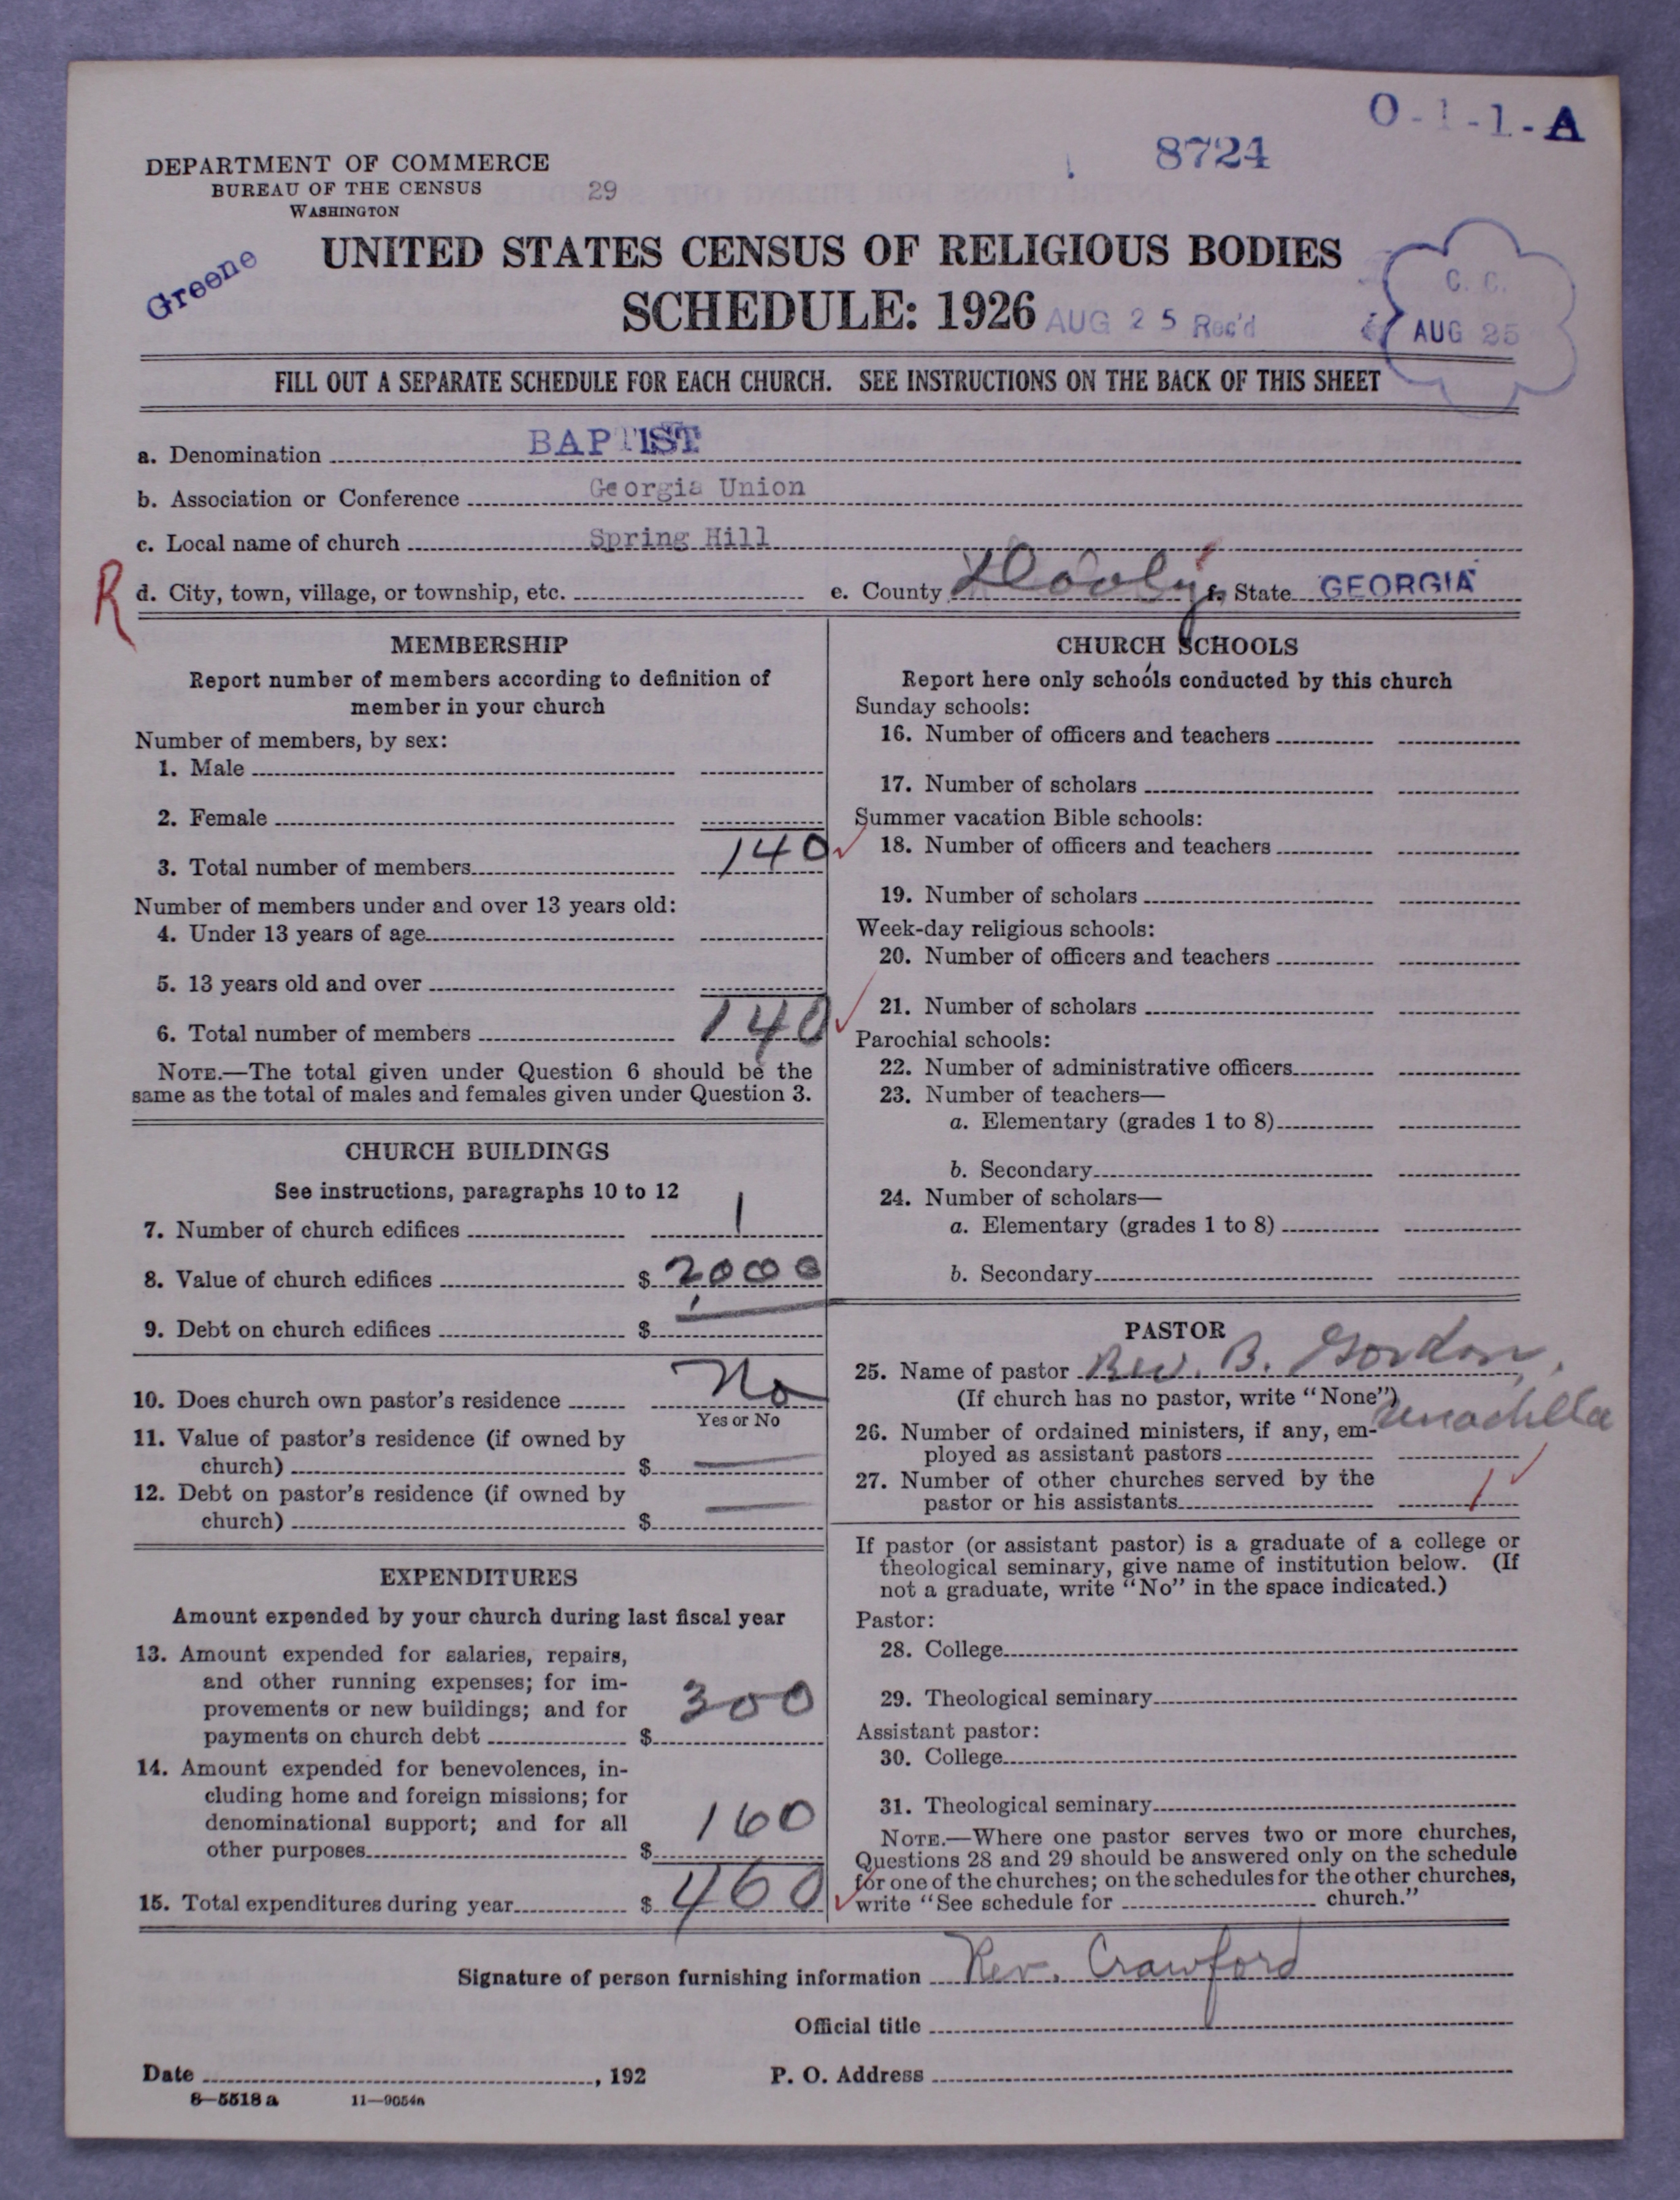 O-1-1-A
8724
DEPARTMENT OF COMMERCE
BUREAU OF THE CENSUS
WASHINGTON
29
Greene
UNITED STATES CENSUS OF RELIGIOUS BODIES
SCHEDULE: 1926
AUG 25 Rec'd
C. C.
AUG 25
FILL OUT A SEPARATE SCHEDULE FOR EACH CHURCH. SEE INSTRUCTIONS ON THE BACK OF THIS SHEET
a. Denomination BAPTIST
b. Association or Conference Georgia Union
c. Local name of church Spring Hill
R d. City, town, village, or township, etc. e. County Dooly f. State GEORGIA
MEMBERSHIP
Report number of members according to definition of
member in your church
Number of members, by sex:
1. Male
2. Female
3. Total number of members 140
Number of members under and over 13 years old:
4. Under 13 years of age
5. 13 years old and over
6. Total number of members 140
NOTE.—The total given under Question 6 should be the
same as the total of males and females given under Question 3.
CHURCH BUILDINGS
See instructions, paragraphs 10 to 12
7. Number of church edifices 1
8. Value of church edifices $ 2000
9. Debt on church edifices $
10. Does church own pastor's residence No
Yes or No
11. Value of pastor's residence (if owned by
church) $
12. Debt on pastor's residence (if owned by
church) $
EXPENDITURES
Amount expended by your church during last fiscal year
13. Amount expended for salaries, repairs,
and other running expenses; for im-
provements or new buildings; and for
payments on church debt $ 300
14. Amount expended for benevolences, in-
cluding home and foreign missions; for
denominational support; and for all
other purposes $ 160
15. Total expenditures during year $ 460
CHURCH SCHOOLS
Report here only schools conducted by this church
Sunday schools:
16. Number of officers and teachers
17. Number of scholars
Summer vacation Bible schools:
18. Number of officers and teachers
19. Number of scholars
Week-day religious schools:
20. Number of officers and teachers
21. Number of scholars
Parochial schools:
22. Number of administrative officers
23. Number of teachers—
a. Elementary (grades 1 to 8)
b. Secondary
24. Number of scholars—
a. Elementary (grades 1 to 8)
b. Secondary
PASTOR
25. Name of pastor Rev. B. Gordon,
(If church has no pastor, write "None")
Unadilla
26. Number of ordained ministers, if any, em-
ployed as assistant pastors
27. Number of other churches served by the
pastor or his assistants 1
If pastor (or assistant pastor) is a graduate of a college or
theological seminary, give name of institution below. (If
not a graduate, write "No" in the space indicated.)
Pastor:
28. College
29. Theological seminary
Assistant pastor:
30. College
31. Theological seminary
NOTE.—Where one pastor serves two or more churches,
Questions 28 and 29 should be answered only on the schedule
for one of the churches; on the schedules for the other churches,
write "See schedule for church."
Signature of person furnishing information Rev. Crawford
Official title
Date , 192 P. O. Address
8—5518 a 11—9054a